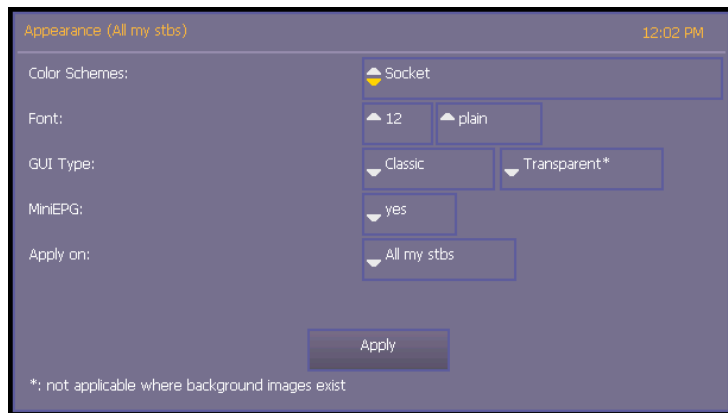 Appearance (All my stbs) 12:02 PM
Color Schemes: Socket
Font: 12 plain
GUI Type: Classic Transparent*
MiniEPG: yes
Apply on: All my stbs
Apply
*: not applicable where background images exist